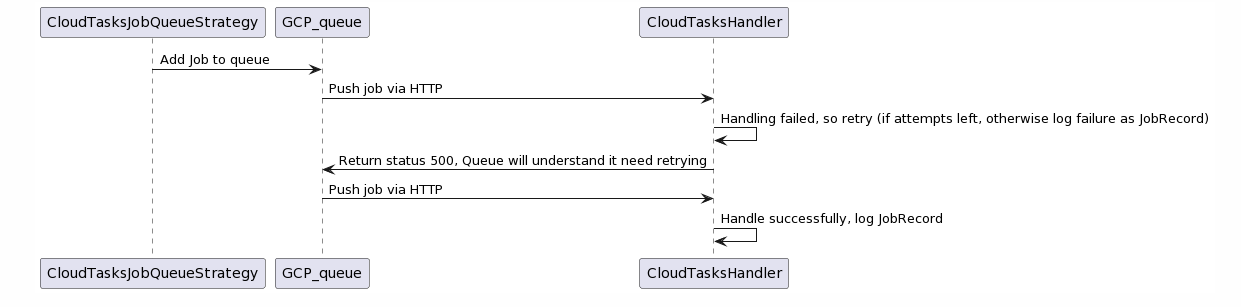 CloudTasksJobQueueStrategy
GCP_queue
CloudTasksHandler
Add Job to queue
Push job via HTTP
Handling failed, so retry (if attempts left, otherwise log failure as JobRecord)
Return status 500, Queue will understand it need retrying
Push job via HTTP
Handle successfully, log JobRecord
CloudTasksJobQueueStrategy
GCP_queue
CloudTasksHandler